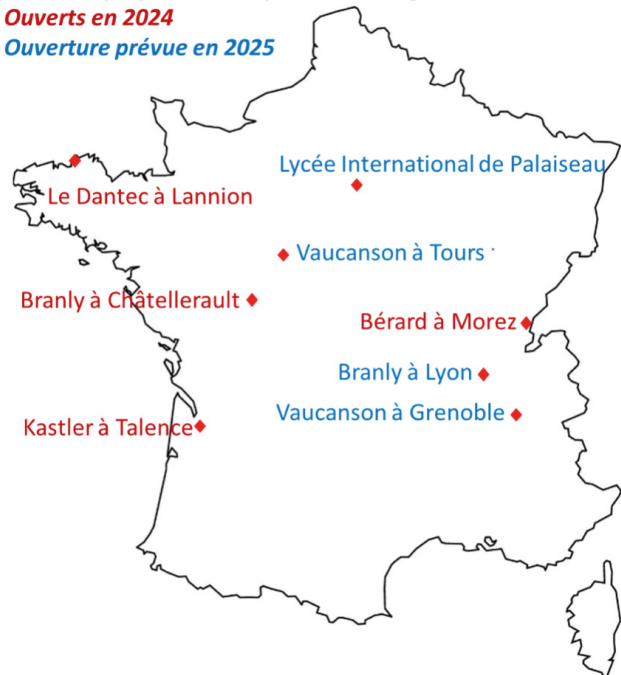 Ouverts en 2024
Ouverture prévue en 2025
Lycée International de Palaiseau
Le Dantec à Lannion
Vaucanson à Tours
Branly à Châtellerault
Bérard à Morez
Branly à Lyon
Vaucanson à Grenoble
Kastler à Talence